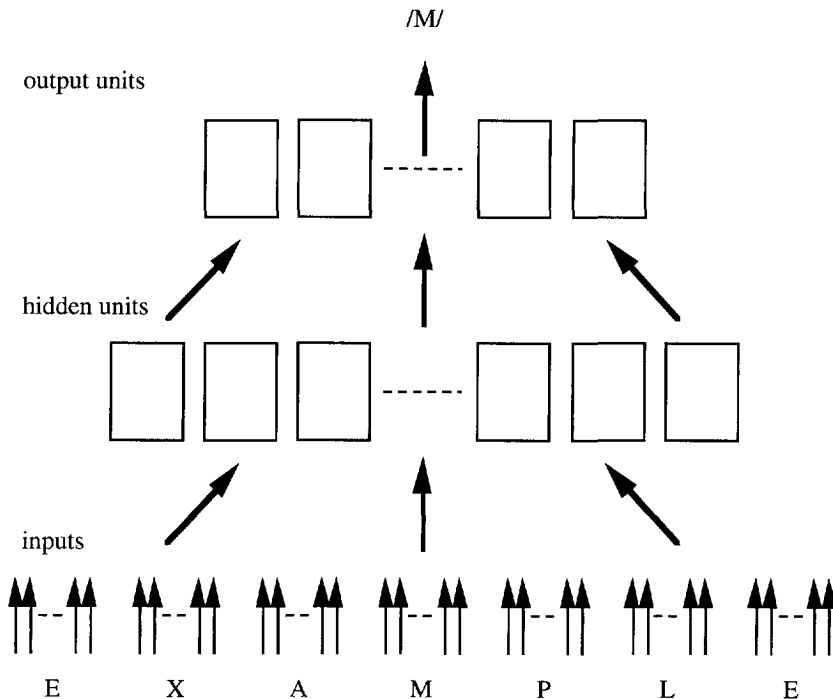 /M/
output units
hidden units
inputs
E X A M P L E